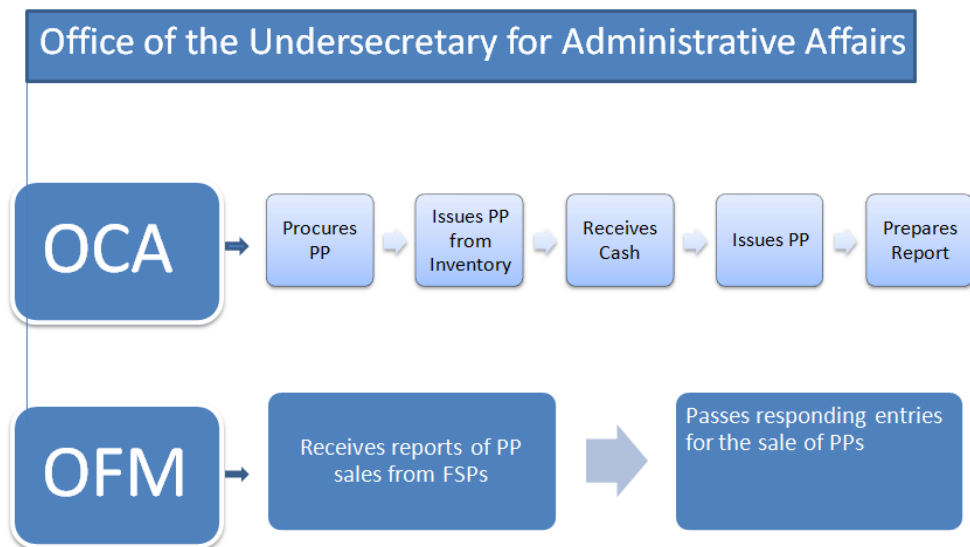 Office of the Undersecretary for Administrative Affairs
OCA
Procures
PP
Issues PP
from
Inventory
Receives
Cash
Issues PP
Prepares
Report
OFM
Receives reports of PP
sales from FSPs
Passes responding entries
for the sale of PPs